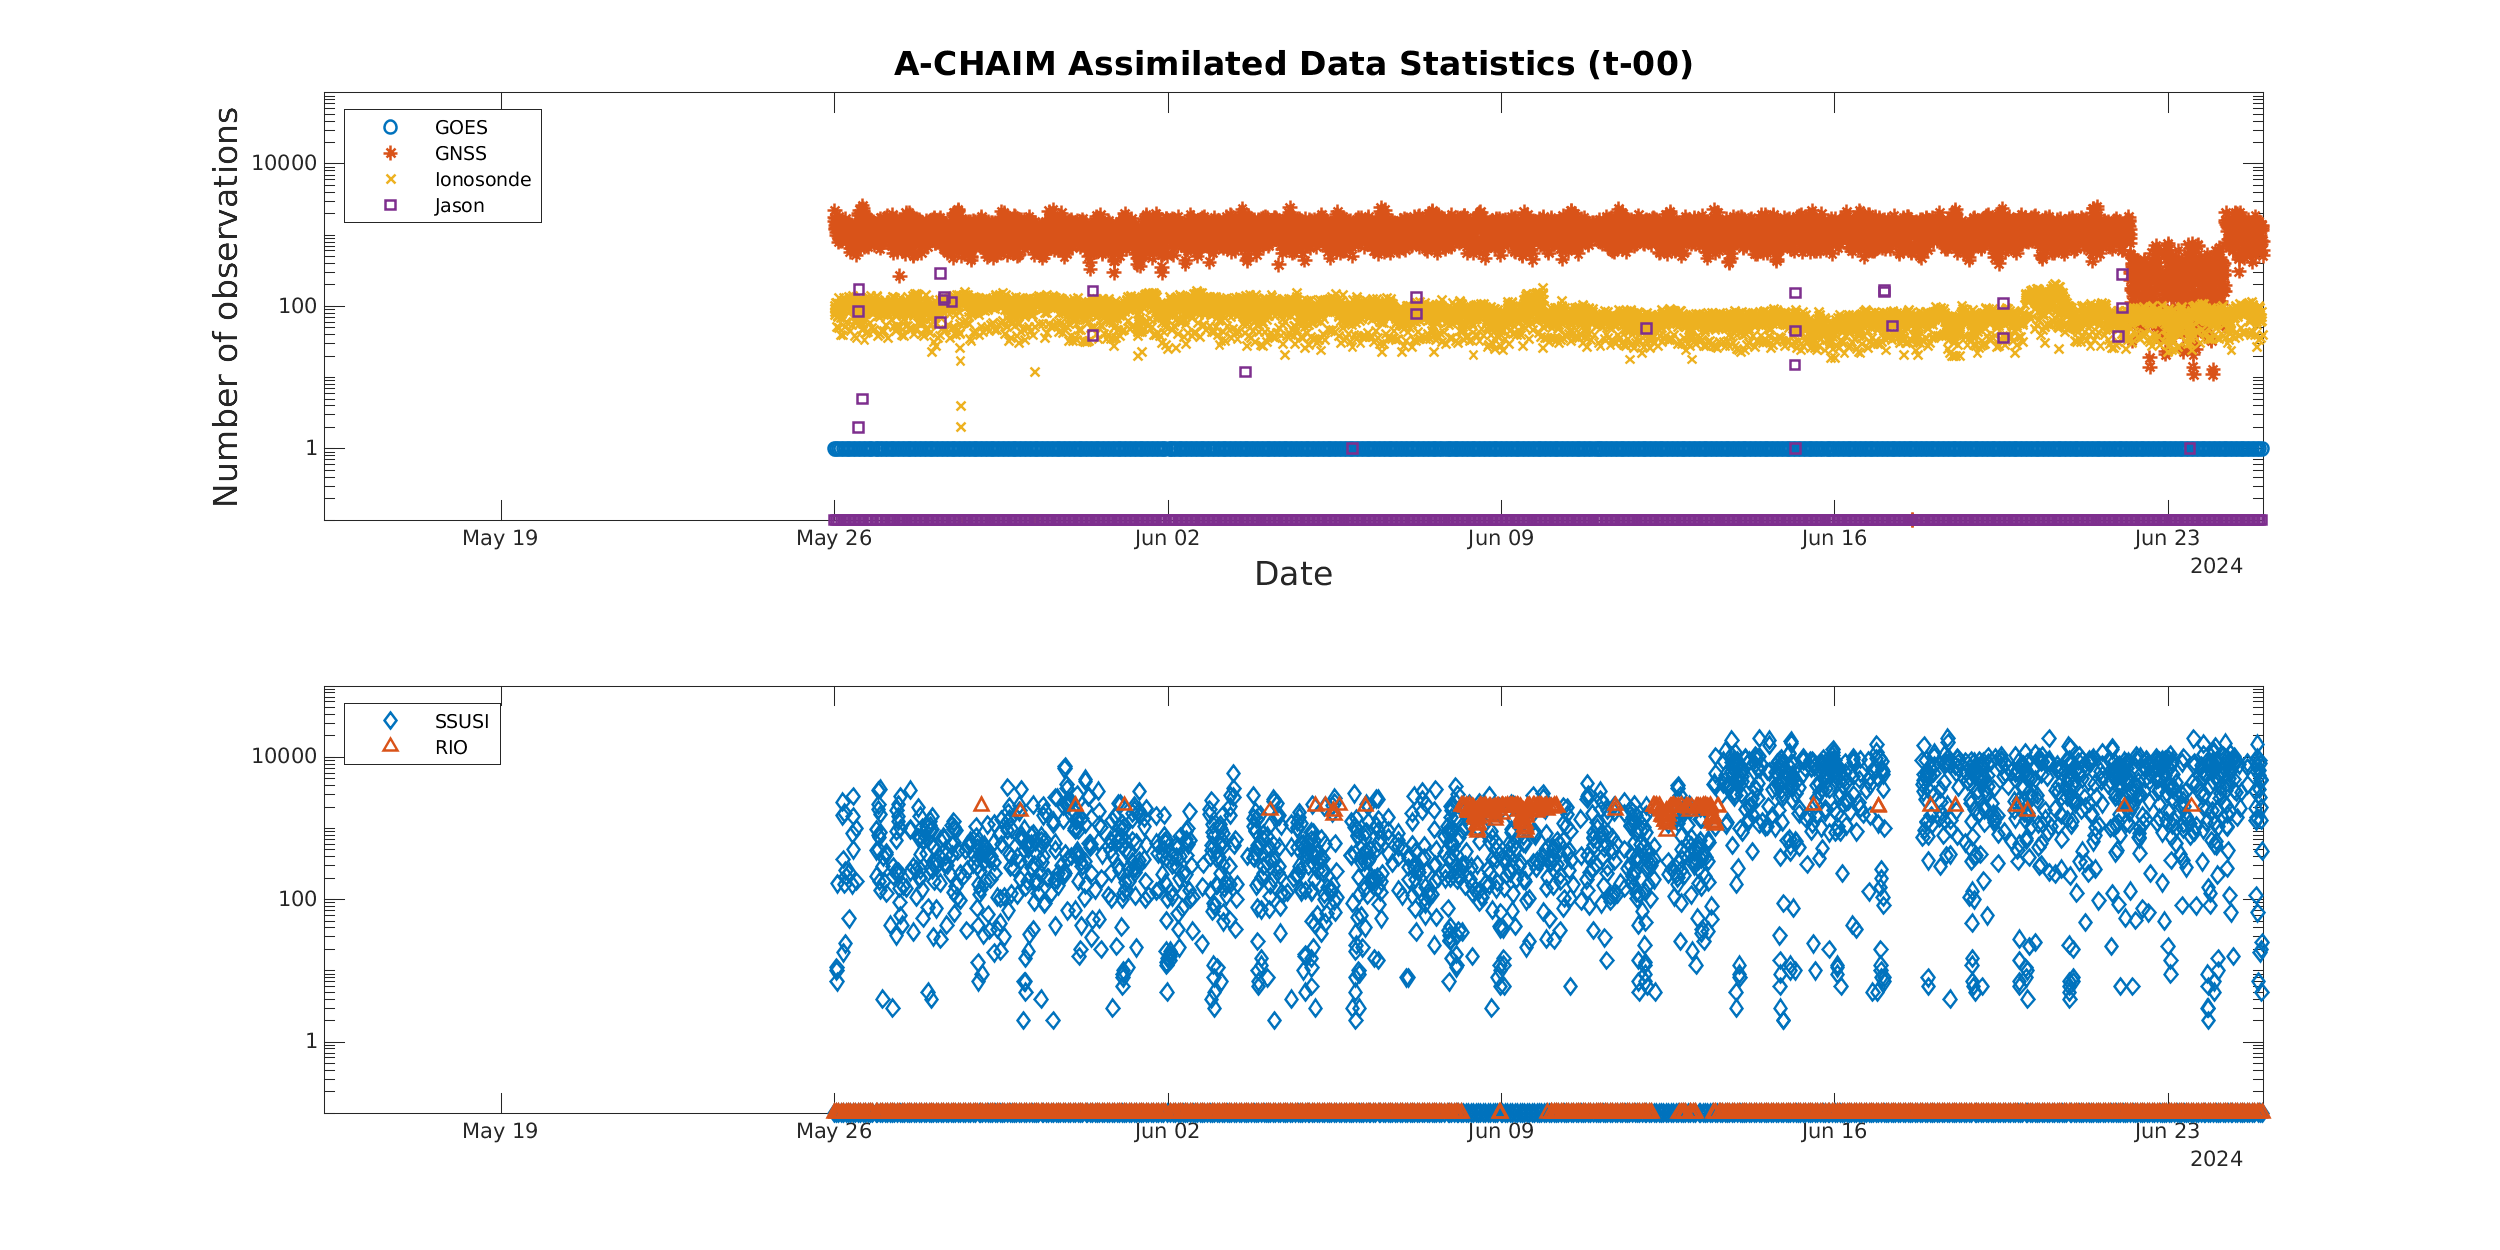 A-CHAIM Assimilated Data Statistics (t-00)
Number of observations
10000
100
1
GOES
GNSS
Ionosonde
Jason
May 19
May 26
Jun 02
Jun 09
Jun 16
Jun 23
2024
Date
10000
100
1
SSUSI
RIO
May 19
May 26
Jun 02
Jun 09
Jun 16
Jun 23
2024